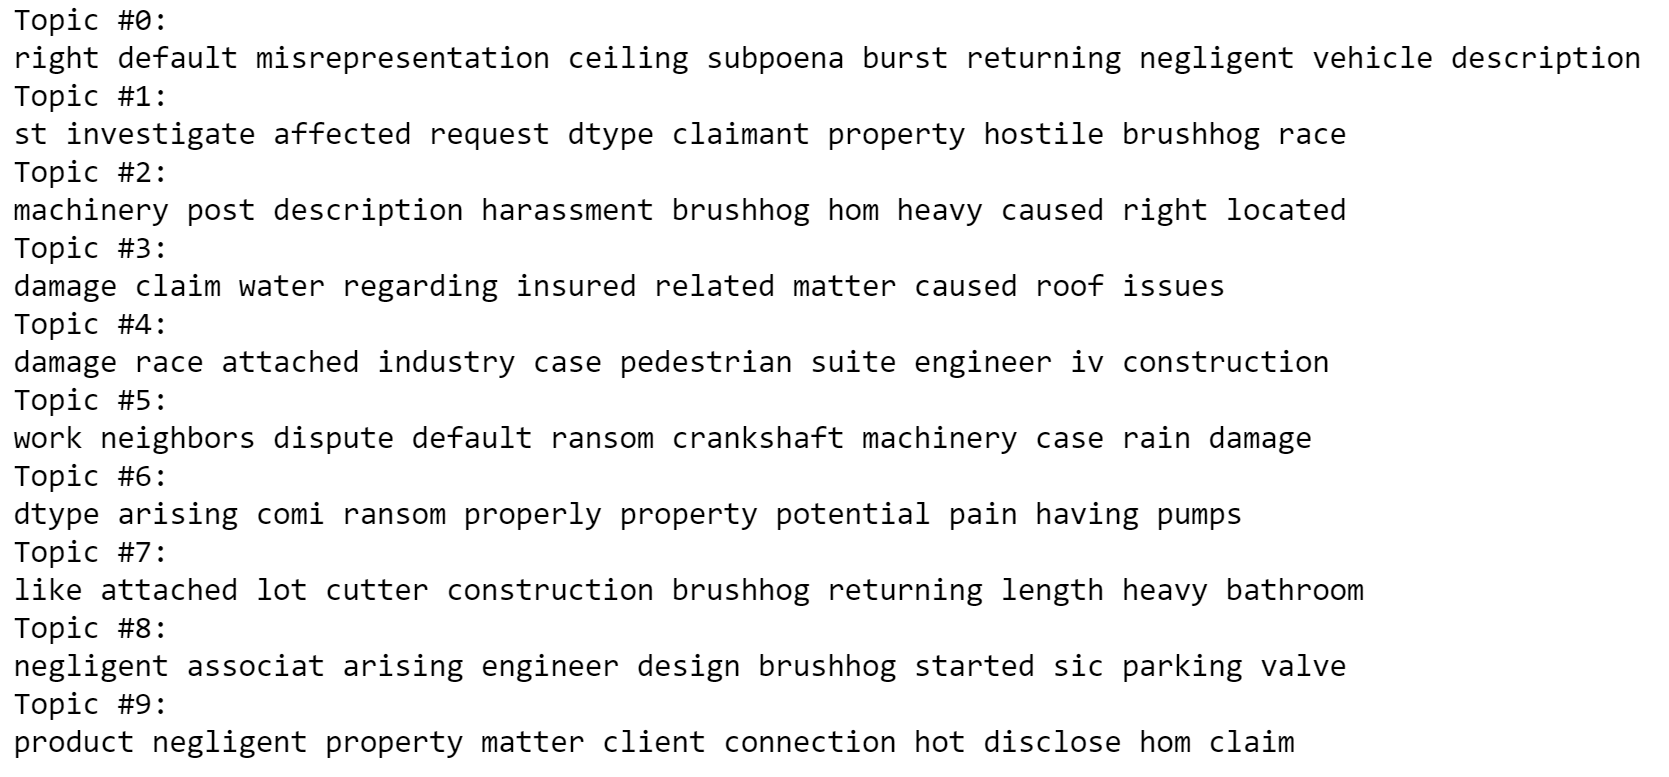 Topic #0:
right default misrepresentation ceiling subpoena burst returning negligent vehicle description
Topic #1:
st investigate affected request dtype claimant property hostile brushhog race
Topic #2:
machinery post description harassment brushhog hom heavy caused right located
Topic #3:
damage claim water regarding insured related matter caused roof issues
Topic #4:
damage race attached industry case pedestrian suite engineer iv construction
Topic #5:
work neighbors dispute default ransom crankshaft machinery case rain damage
Topic #6:
dtype arising comi ransom properly property potential pain having pumps
Topic #7:
like attached lot cutter construction brushhog returning length heavy bathroom
Topic #8:
negligent associat arising engineer design brushhog started sic parking valve
Topic #9:
product negligent property matter client connection hot disclose hom claim